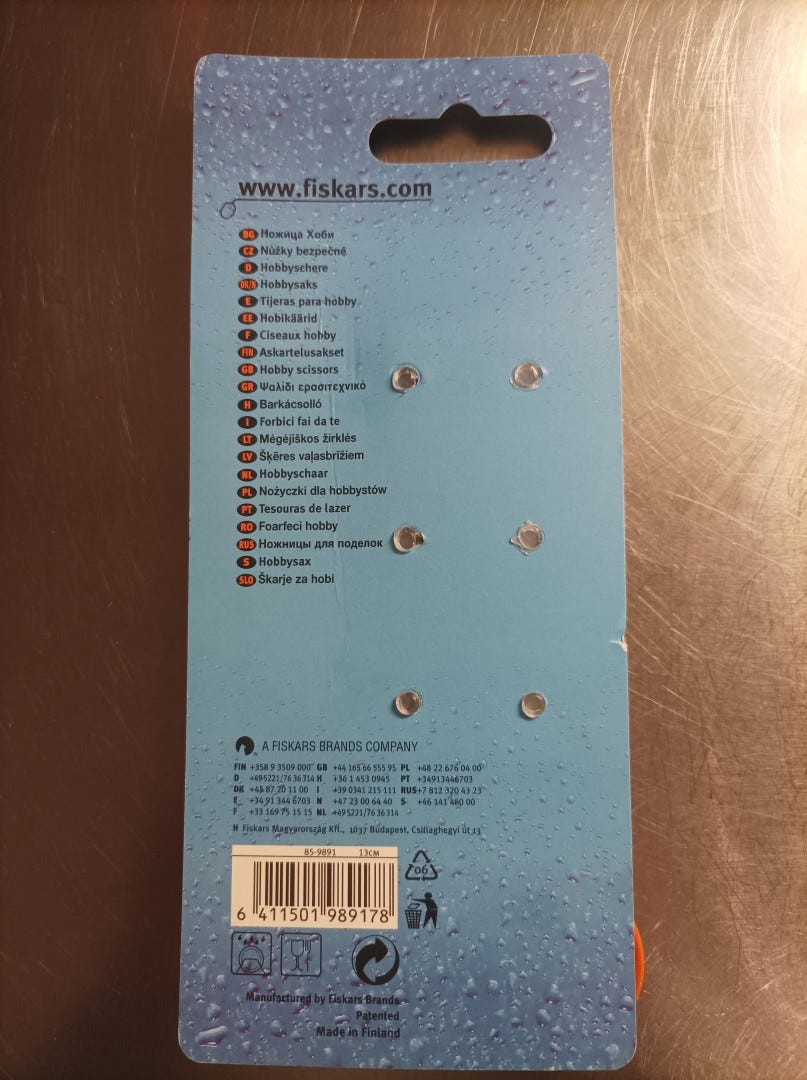 www.fiskars.com
BG Ножица Хоби
CZ Nůžky bezpečné
D Hobbyschere
DK/N Hobbysaks
E Tijeras para hobby
EE Hobikäärid
F Ciseaux hobby
FIN Askartelusakset
GB Hobby scissors
GR Ψαλίδι ερασιτεχνικό
H Barkácsolló
I Forbici fai da te
LT Mėgėjiškos žirklės
LV Šķēres vaļasbrīžiem
NL Hobbyschaar
PL Nożyczki dla hobbystów
PT Tesouras de lazer
RO Foarfeci hobby
RUS Ножницы для поделок
S Hobbysax
SLO Škarje za hobi
A FISKARS BRANDS COMPANY
FIN +358 9 3509 000 GB +44 165 66 555 95 PL +48 22 676 04 00
D +495221/76 36 314 H +36 1 453 0945 PT +34913446703
DK +45 87 20 11 00 I +39 0341 215 111 RUS+7 812 320 43 23
E +34 91 344 6703 N +47 23 00 64 40 S +46 141 480 00
F +33 169 75 15 15 NL +495221/76 36 314
H Fiskars Magyarország Kft., 1037 Budapest, Csillaghegyi út 13
85-9891 13CM
6 411501 989178
06
Manufactured by Fiskars Brands
Patented
Made in Finland